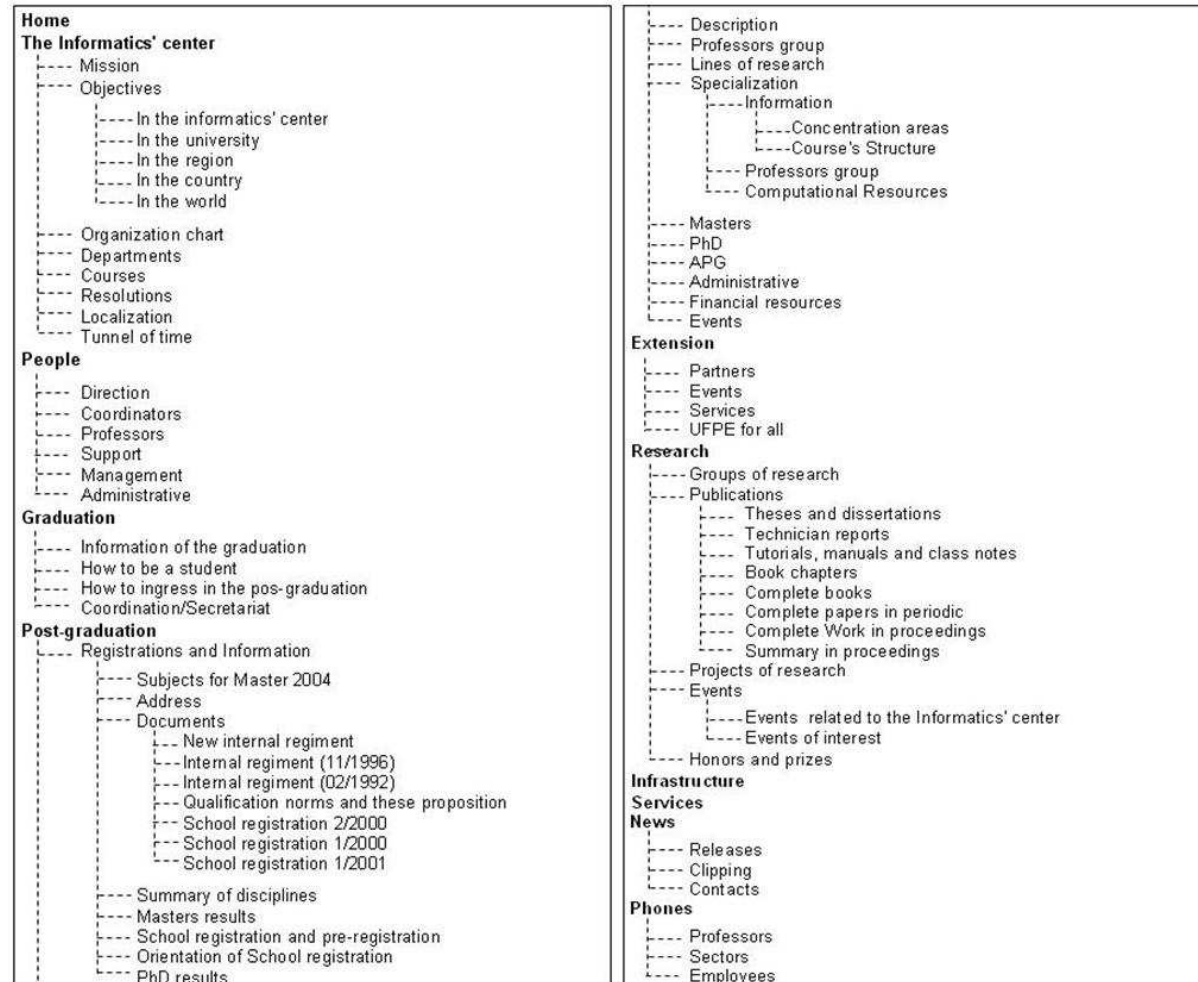 Home
The Informatics' center
Mission
Objectives
In the informatics' center
In the university
In the region
In the country
In the world
Organization chart
Departments
Courses
Resolutions
Localization
Tunnel of time
People
Direction
Coordinators
Professors
Support
Management
Administrative
Graduation
Information of the graduation
How to be a student
How to ingress in the pos-graduation
Coordination/Secretariat
Post-graduation
Registrations and Information
Subjects for Master 2004
Address
Documents
New internal regiment
Internal regiment (11/1996)
Internal regiment (02/1992)
Qualification norms and these proposition
School registration 2/2000
School registration 1/2000
School registration 1/2001
Summary of disciplines
Masters results
School registration and pre-registration
Orientation of School registration
PhD results
Description
Professors group
Lines of research
Specialization
Information
Concentration areas
Course's Structure
Professors group
Computational Resources
Masters
PhD
APG
Administrative
Financial resources
Events
Extension
Partners
Events
Services
UFPE for all
Research
Groups of research
Publications
Theses and dissertations
Technician reports
Tutorials, manuals and class notes
Book chapters
Complete books
Complete papers in periodic
Complete Work in proceedings
Summary in proceedings
Projects of research
Events
Events related to the Informatics' center
Events of interest
Honors and prizes
Infrastructure
Services
News
Releases
Clipping
Contacts
Phones
Professors
Sectors
Employees